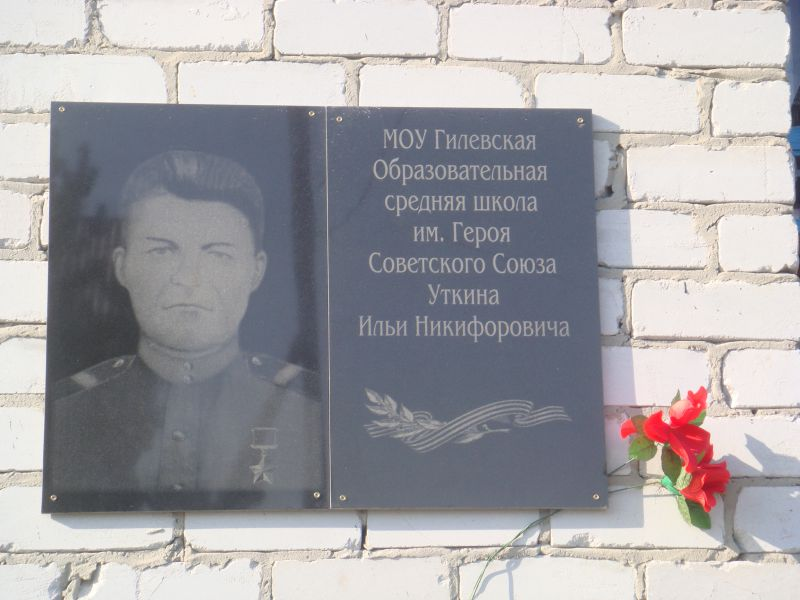 МОУ Гилевская
Образовательная
средняя школа
им. Героя
Советского Союза
Уткина
Ильи Никифоровича